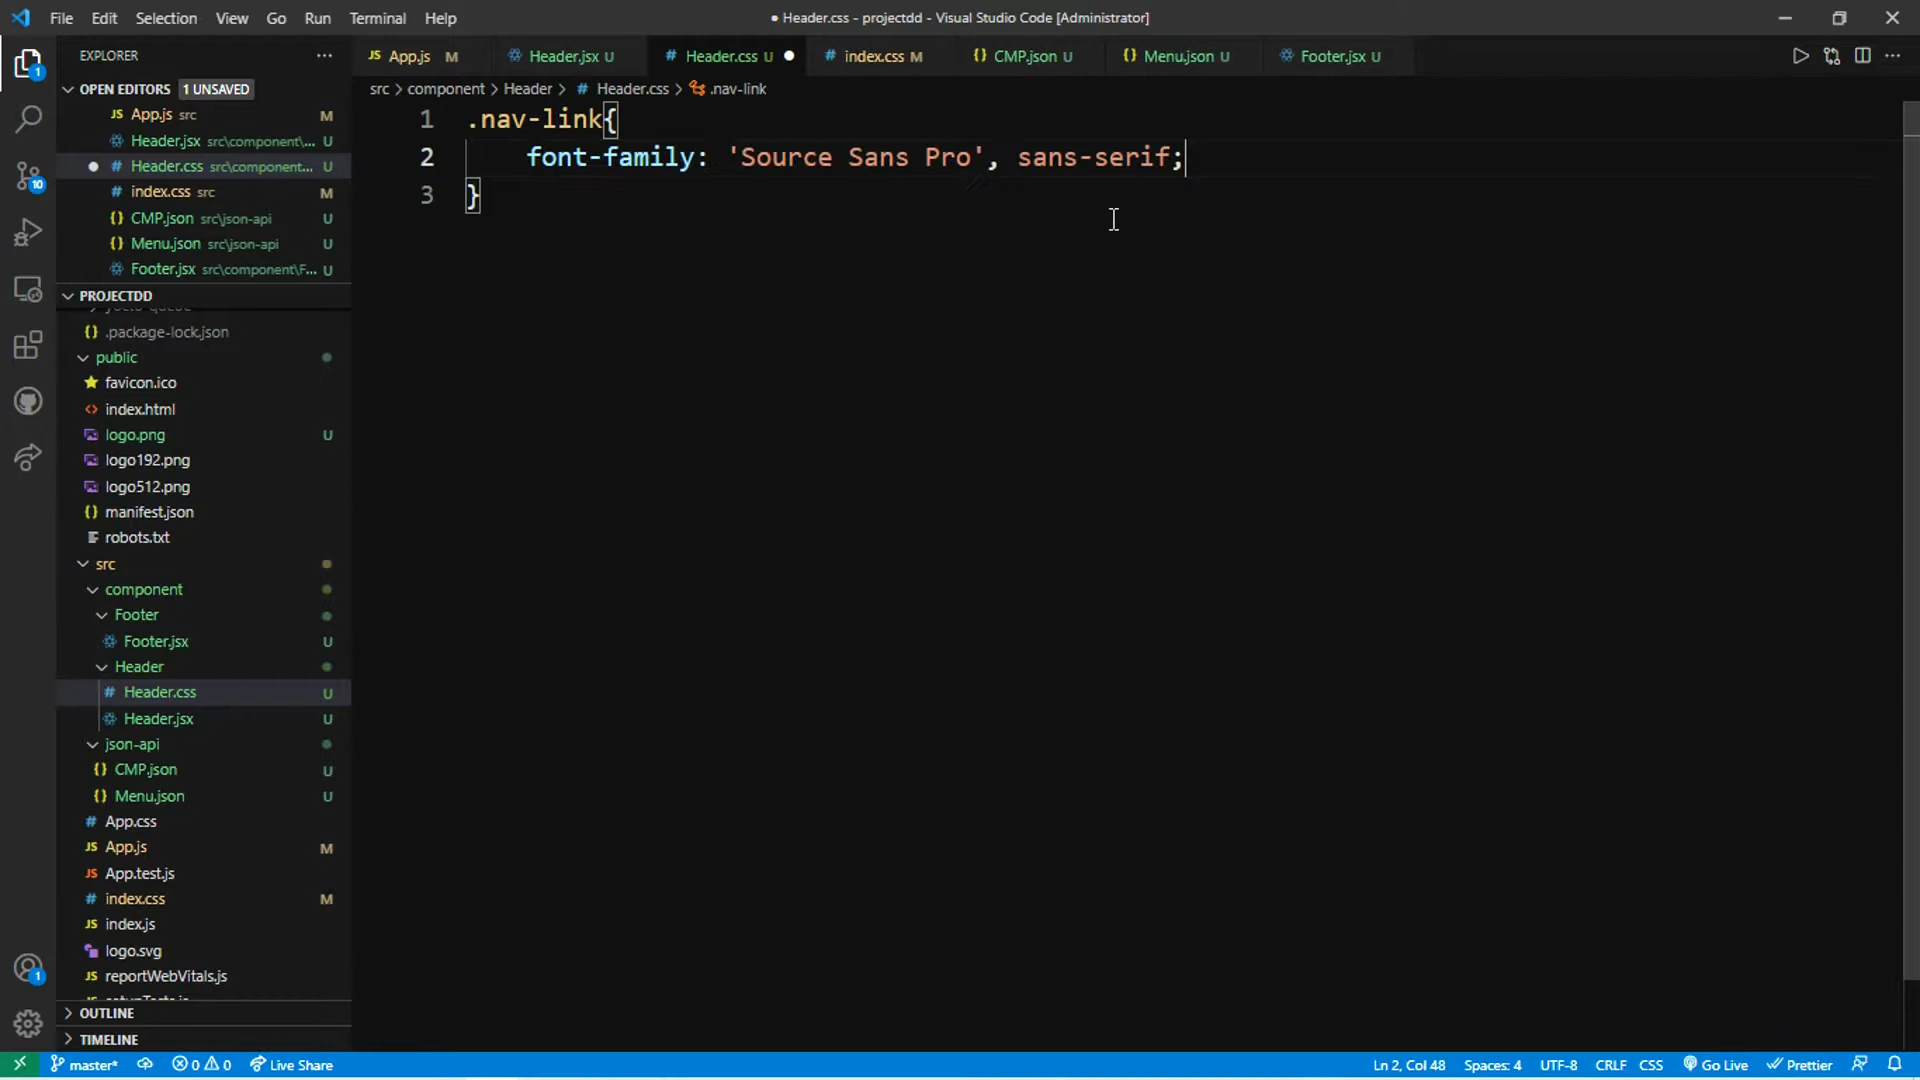 File Edit Selection View Go Run Terminal Help
● Header.css - projectdd - Visual Studio Code [Administrator]
EXPLORER
App.js M
Header.jsx U
Header.css U
index.css M
CMP.json U
Menu.json U
Footer.jsx U
OPEN EDITORS 1 UNSAVED
App.js src M
Header.jsx src\component\... U
Header.css src\component... U
index.css src M
CMP.json src\json-api U
Menu.json src\json-api U
Footer.jsx src\component\F... U
src > component > Header > # Header.css > .nav-link
1 .nav-link{
2 font-family: 'Source Sans Pro', sans-serif;
3 }
PROJECTDD
.package-lock.json
public
favicon.ico
index.html
logo.png U
logo192.png
logo512.png
manifest.json
robots.txt
src
component
Footer
Footer.jsx U
Header
Header.css U
Header.jsx U
json-api
CMP.json U
Menu.json U
App.css
App.js M
App.test.js
index.css M
index.js
logo.svg
reportWebVitals.js
OUTLINE
TIMELINE
1
10
1
master* 0 0 Live Share
Ln 2, Col 48 Spaces: 4 UTF-8 CRLF CSS Go Live Prettier